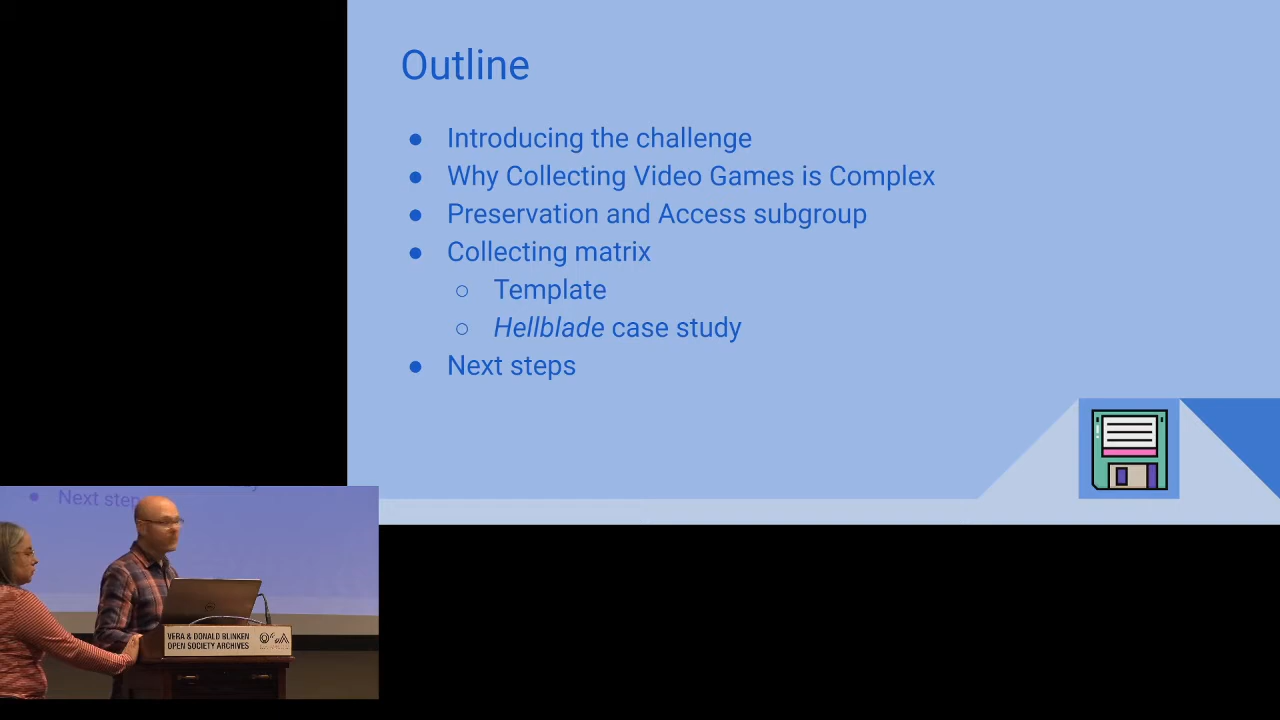 Outline
● Introducing the challenge
● Why Collecting Video Games is Complex
● Preservation and Access subgroup
● Collecting matrix
○ Template
○ Hellblade case study
● Next steps
● Next step
VERA & DONALD BLINKEN
OPEN SOCIETY ARCHIVES